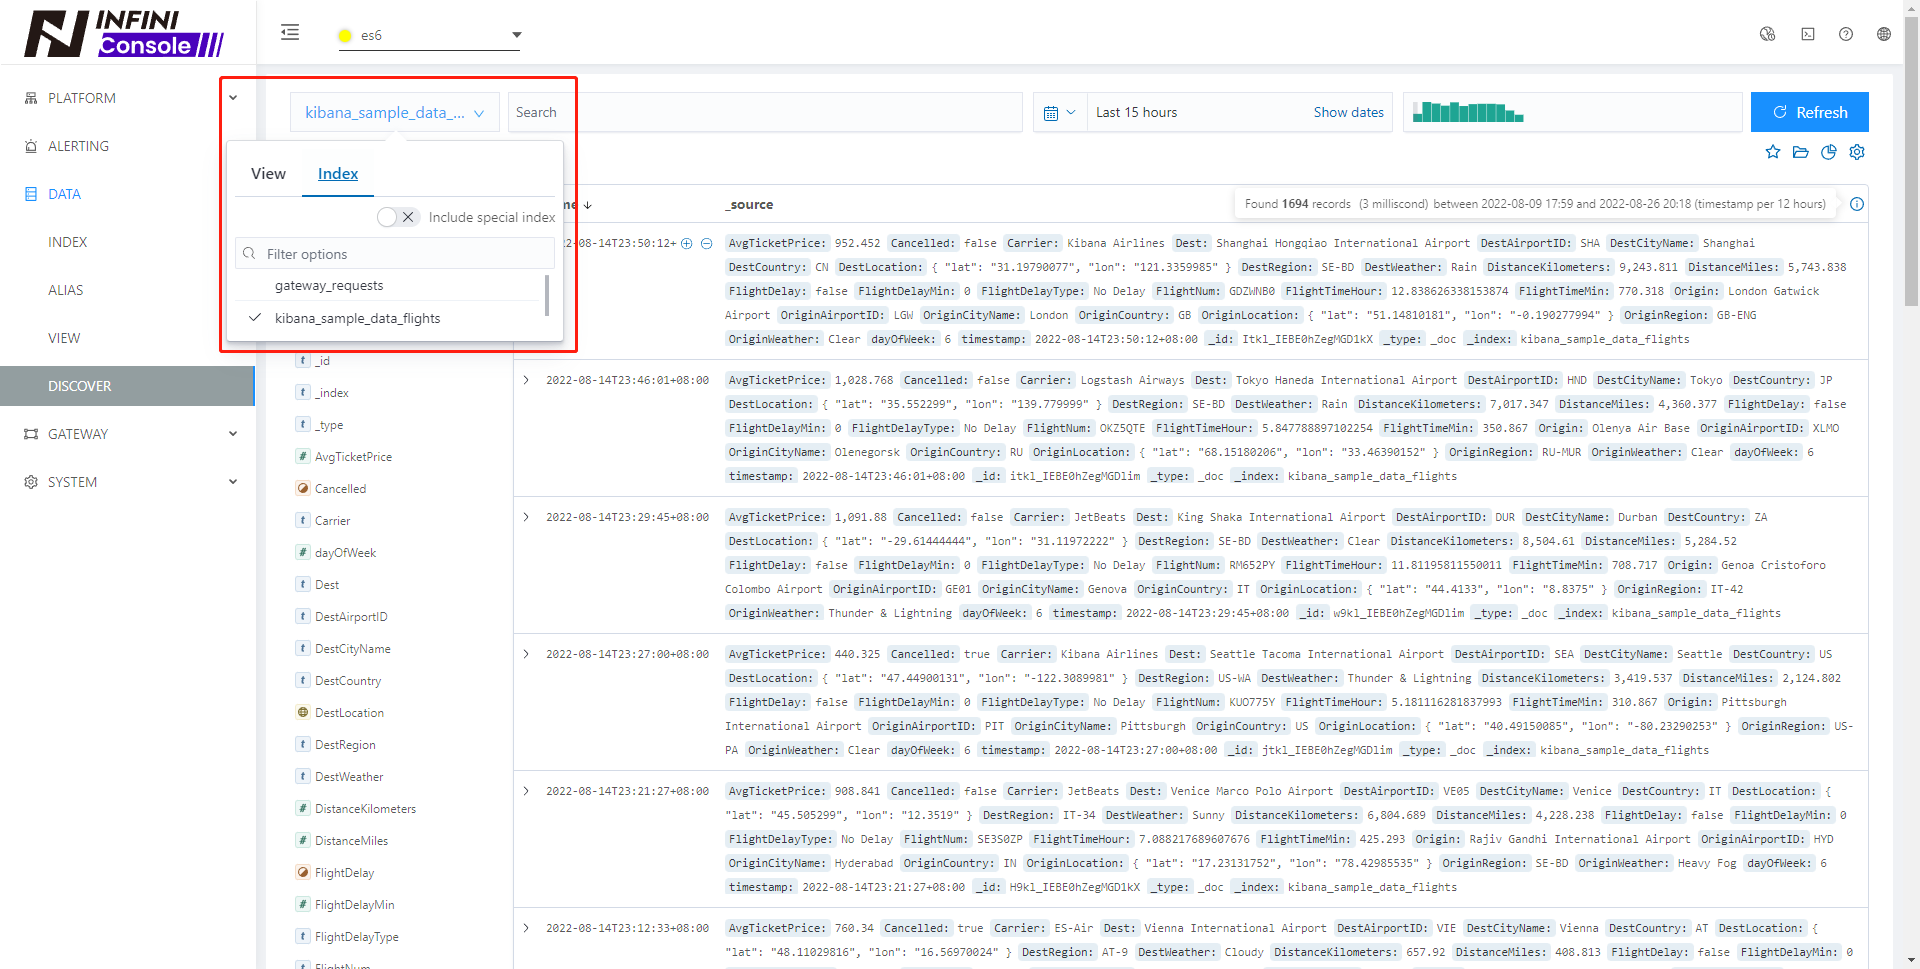 INFINI
Console
es6
PLATFORM
ALERTING
DATA
INDEX
ALIAS
VIEW
DISCOVER
GATEWAY
SYSTEM
kibana_sample_data_...
Search
Last 15 hours
Show dates
Refresh
View
Index
Include special index
Filter options
gateway_requests
kibana_sample_data_flights
_id
_index
_type
AvgTicketPrice
Cancelled
Carrier
dayOfWeek
Dest
DestAirportID
DestCityName
DestCountry
DestLocation
DestRegion
DestWeather
DistanceKilometers
DistanceMiles
FlightDelay
FlightDelayMin
FlightDelayType
FlightNum
_source
Found 1694 records (3 milliscond) between 2022-08-09 17:59 and 2022-08-26 20:18 (timestamp per 12 hours)
2-08-14T23:50:12+
AvgTicketPrice: 952.452 Cancelled: false Carrier: Kibana Airlines Dest: Shanghai Hongqiao International Airport DestAirportID: SHA DestCityName: Shanghai
DestCountry: CN DestLocation: { "lat": "31.19790077", "lon": "121.3359985" } DestRegion: SE-BD DestWeather: Rain DistanceKilometers: 9,243.811 DistanceMiles: 5,743.838
FlightDelay: false FlightDelayMin: 0 FlightDelayType: No Delay FlightNum: GDZWNB0 FlightTimeHour: 12.838626338153874 FlightTimeMin: 770.318 Origin: London Gatwick
Airport OriginAirportID: LGW OriginCityName: London OriginCountry: GB OriginLocation: { "lat": "51.14810181", "lon": "-0.190277994" } OriginRegion: GB-ENG
OriginWeather: Clear dayOfWeek: 6 timestamp: 2022-08-14T23:50:12+08:00 _id: Itkl_IEBE0hZegMGD1kX _type: _doc _index: kibana_sample_data_flights
2022-08-14T23:46:01+08:00
AvgTicketPrice: 1,028.768 Cancelled: false Carrier: Logstash Airways Dest: Tokyo Haneda International Airport DestAirportID: HND DestCityName: Tokyo DestCountry: JP
DestLocation: { "lat": "35.552299", "lon": "139.779999" } DestRegion: SE-BD DestWeather: Rain DistanceKilometers: 7,017.347 DistanceMiles: 4,360.377 FlightDelay: false
FlightDelayMin: 0 FlightDelayType: No Delay FlightNum: OKZ5QTE FlightTimeHour: 5.847788897102254 FlightTimeMin: 350.867 Origin: Olenya Air Base OriginAirportID: XLMO
OriginCityName: Olenegorsk OriginCountry: RU OriginLocation: { "lat": "68.15180206", "lon": "33.46390152" } OriginRegion: RU-MUR OriginWeather: Clear dayOfWeek: 6
timestamp: 2022-08-14T23:46:01+08:00 _id: itkl_IEBE0hZegMGDlim _type: _doc _index: kibana_sample_data_flights
2022-08-14T23:29:45+08:00
AvgTicketPrice: 1,091.88 Cancelled: false Carrier: JetBeats Dest: King Shaka International Airport DestAirportID: DUR DestCityName: Durban DestCountry: ZA
DestLocation: { "lat": "-29.61444444", "lon": "31.11972222" } DestRegion: SE-BD DestWeather: Clear DistanceKilometers: 8,504.61 DistanceMiles: 5,284.52
FlightDelay: false FlightDelayMin: 0 FlightDelayType: No Delay FlightNum: RM652PY FlightTimeHour: 11.81195811550011 FlightTimeMin: 708.717 Origin: Genoa Cristoforo
Colombo Airport OriginAirportID: GE01 OriginCityName: Genova OriginCountry: IT OriginLocation: { "lat": "44.4133", "lon": "8.8375" } OriginRegion: IT-42
OriginWeather: Thunder & Lightning dayOfWeek: 6 timestamp: 2022-08-14T23:29:45+08:00 _id: w9kl_IEBE0hZegMGDlim _type: _doc _index: kibana_sample_data_flights
2022-08-14T23:27:00+08:00
AvgTicketPrice: 440.325 Cancelled: true Carrier: Kibana Airlines Dest: Seattle Tacoma International Airport DestAirportID: SEA DestCityName: Seattle DestCountry: US
DestLocation: { "lat": "47.44900131", "lon": "-122.3089981" } DestRegion: US-WA DestWeather: Thunder & Lightning DistanceKilometers: 3,419.537 DistanceMiles: 2,124.802
FlightDelay: false FlightDelayMin: 0 FlightDelayType: No Delay FlightNum: KUO775Y FlightTimeHour: 5.181116281837993 FlightTimeMin: 310.867 Origin: Pittsburgh
International Airport OriginAirportID: PIT OriginCityName: Pittsburgh OriginCountry: US OriginLocation: { "lat": "40.49150085", "lon": "-80.23290253" } OriginRegion: US-
PA OriginWeather: Clear dayOfWeek: 6 timestamp: 2022-08-14T23:27:00+08:00 _id: jtkl_IEBE0hZegMGDlim _type: _doc _index: kibana_sample_data_flights
2022-08-14T23:21:27+08:00
AvgTicketPrice: 908.841 Cancelled: false Carrier: JetBeats Dest: Venice Marco Polo Airport DestAirportID: VE05 DestCityName: Venice DestCountry: IT DestLocation: {
"lat": "45.505299", "lon": "12.3519" } DestRegion: IT-34 DestWeather: Sunny DistanceKilometers: 6,804.689 DistanceMiles: 4,228.238 FlightDelay: false FlightDelayMin: 0
FlightDelayType: No Delay FlightNum: SE3S0ZP FlightTimeHour: 7.088217689607676 FlightTimeMin: 425.293 Origin: Rajiv Gandhi International Airport OriginAirportID: HYD
OriginCityName: Hyderabad OriginCountry: IN OriginLocation: { "lat": "17.23131752", "lon": "78.42985535" } OriginRegion: SE-BD OriginWeather: Heavy Fog dayOfWeek: 6
timestamp: 2022-08-14T23:21:27+08:00 _id: H9kl_IEBE0hZegMGD1kX _type: _doc _index: kibana_sample_data_flights
2022-08-14T23:12:33+08:00
AvgTicketPrice: 760.34 Cancelled: true Carrier: ES-Air Dest: Vienna International Airport DestAirportID: VIE DestCityName: Vienna DestCountry: AT DestLocation: {
"lat": "48.11029816", "lon": "16.56970024" } DestRegion: AT-9 DestWeather: Cloudy DistanceKilometers: 657.92 DistanceMiles: 408.813 FlightDelay: false FlightDelayMin: 0